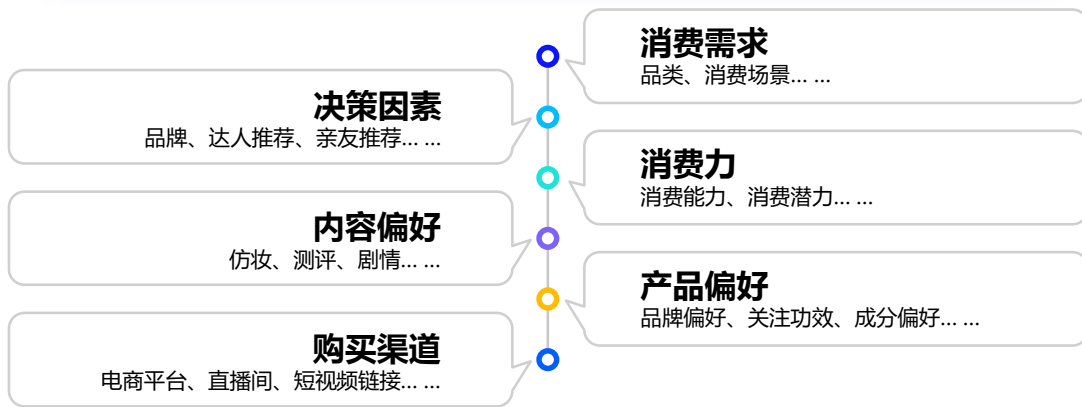 消费需求
品类、消费场景... ...
决策因素
品牌、达人推荐、亲友推荐... ...
消费力
消费能力、消费潜力... ...
内容偏好
仿妆、测评、剧情... ...
产品偏好
品牌偏好、关注功效、成分偏好... ...
购买渠道
电商平台、直播间、短视频链接... ...